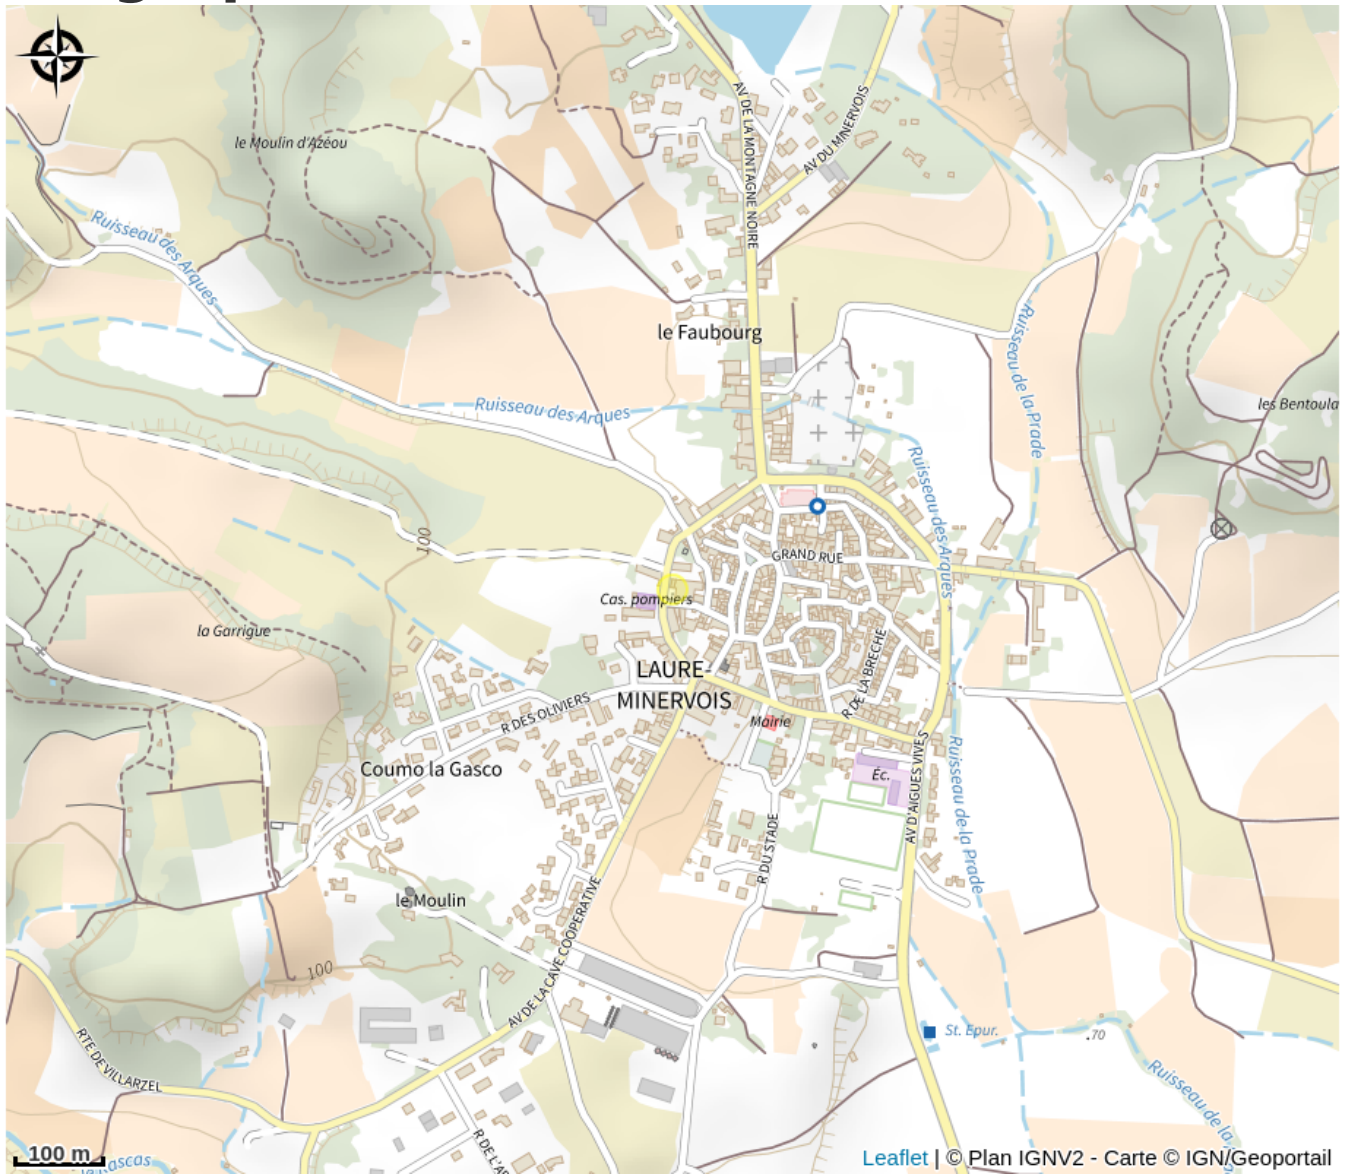 le Moulin d'Azéou
AV DE LA MONTAGNE NOIRE
AV DU MINERVOIS
Ruisseau des Arques
le Faubourg
Ruisseau de la Prade
Ruisseau des Arques
les Bentoula
Ruisseau des Arques
100
GRAND RUE
Cas. pompiers
la Garrigue
LAURE-
MINERVOIS
R DE LA BRECHE
R DES OLIVIERS
Mairie
Coumo la Gasco
Éc.
AV D'AIGUES VIVES
Ruisseau de la Prade
R DU STADE
le Moulin
AV DE LA CAVE COOPERATIVE
100
St. Epur.
.70
RTE DE VILLARZEL
Ruisseau de la
100 m
Rascas
Leaflet | © Plan IGNV2 - Carte © IGN/Geoportail